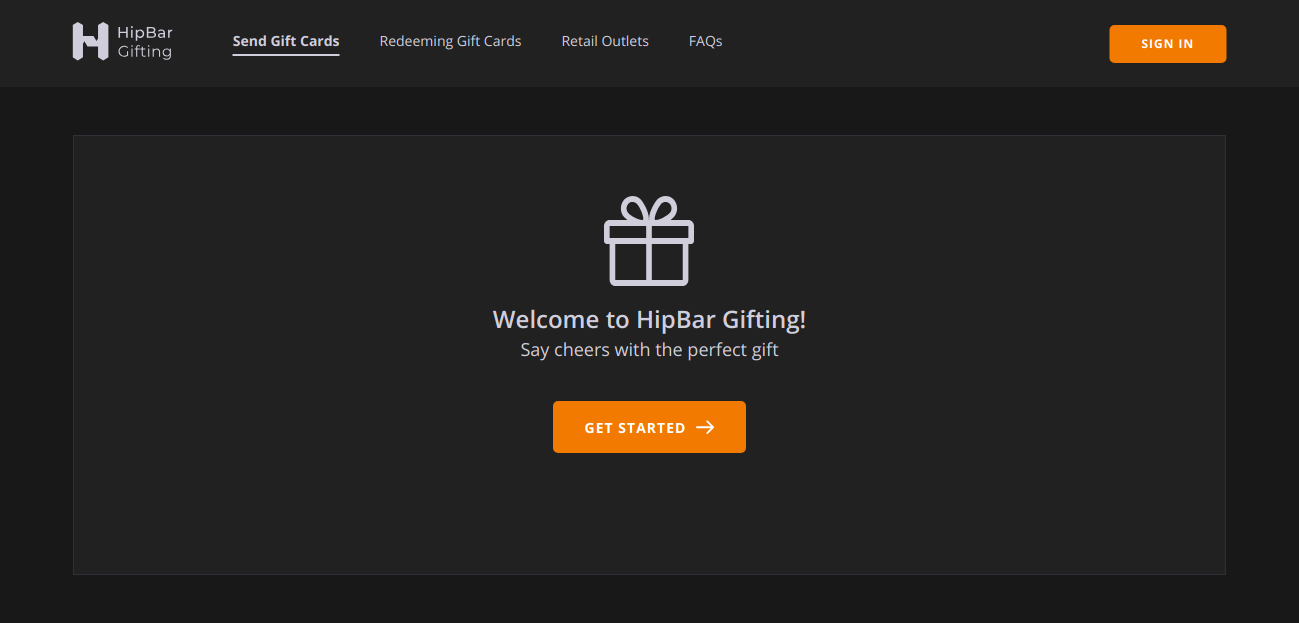 HipBar
Gifting
Send Gift Cards
Redeeming Gift Cards
Retail Outlets
FAQs
SIGN IN
Welcome to HipBar Gifting!
Say cheers with the perfect gift
GET STARTED →